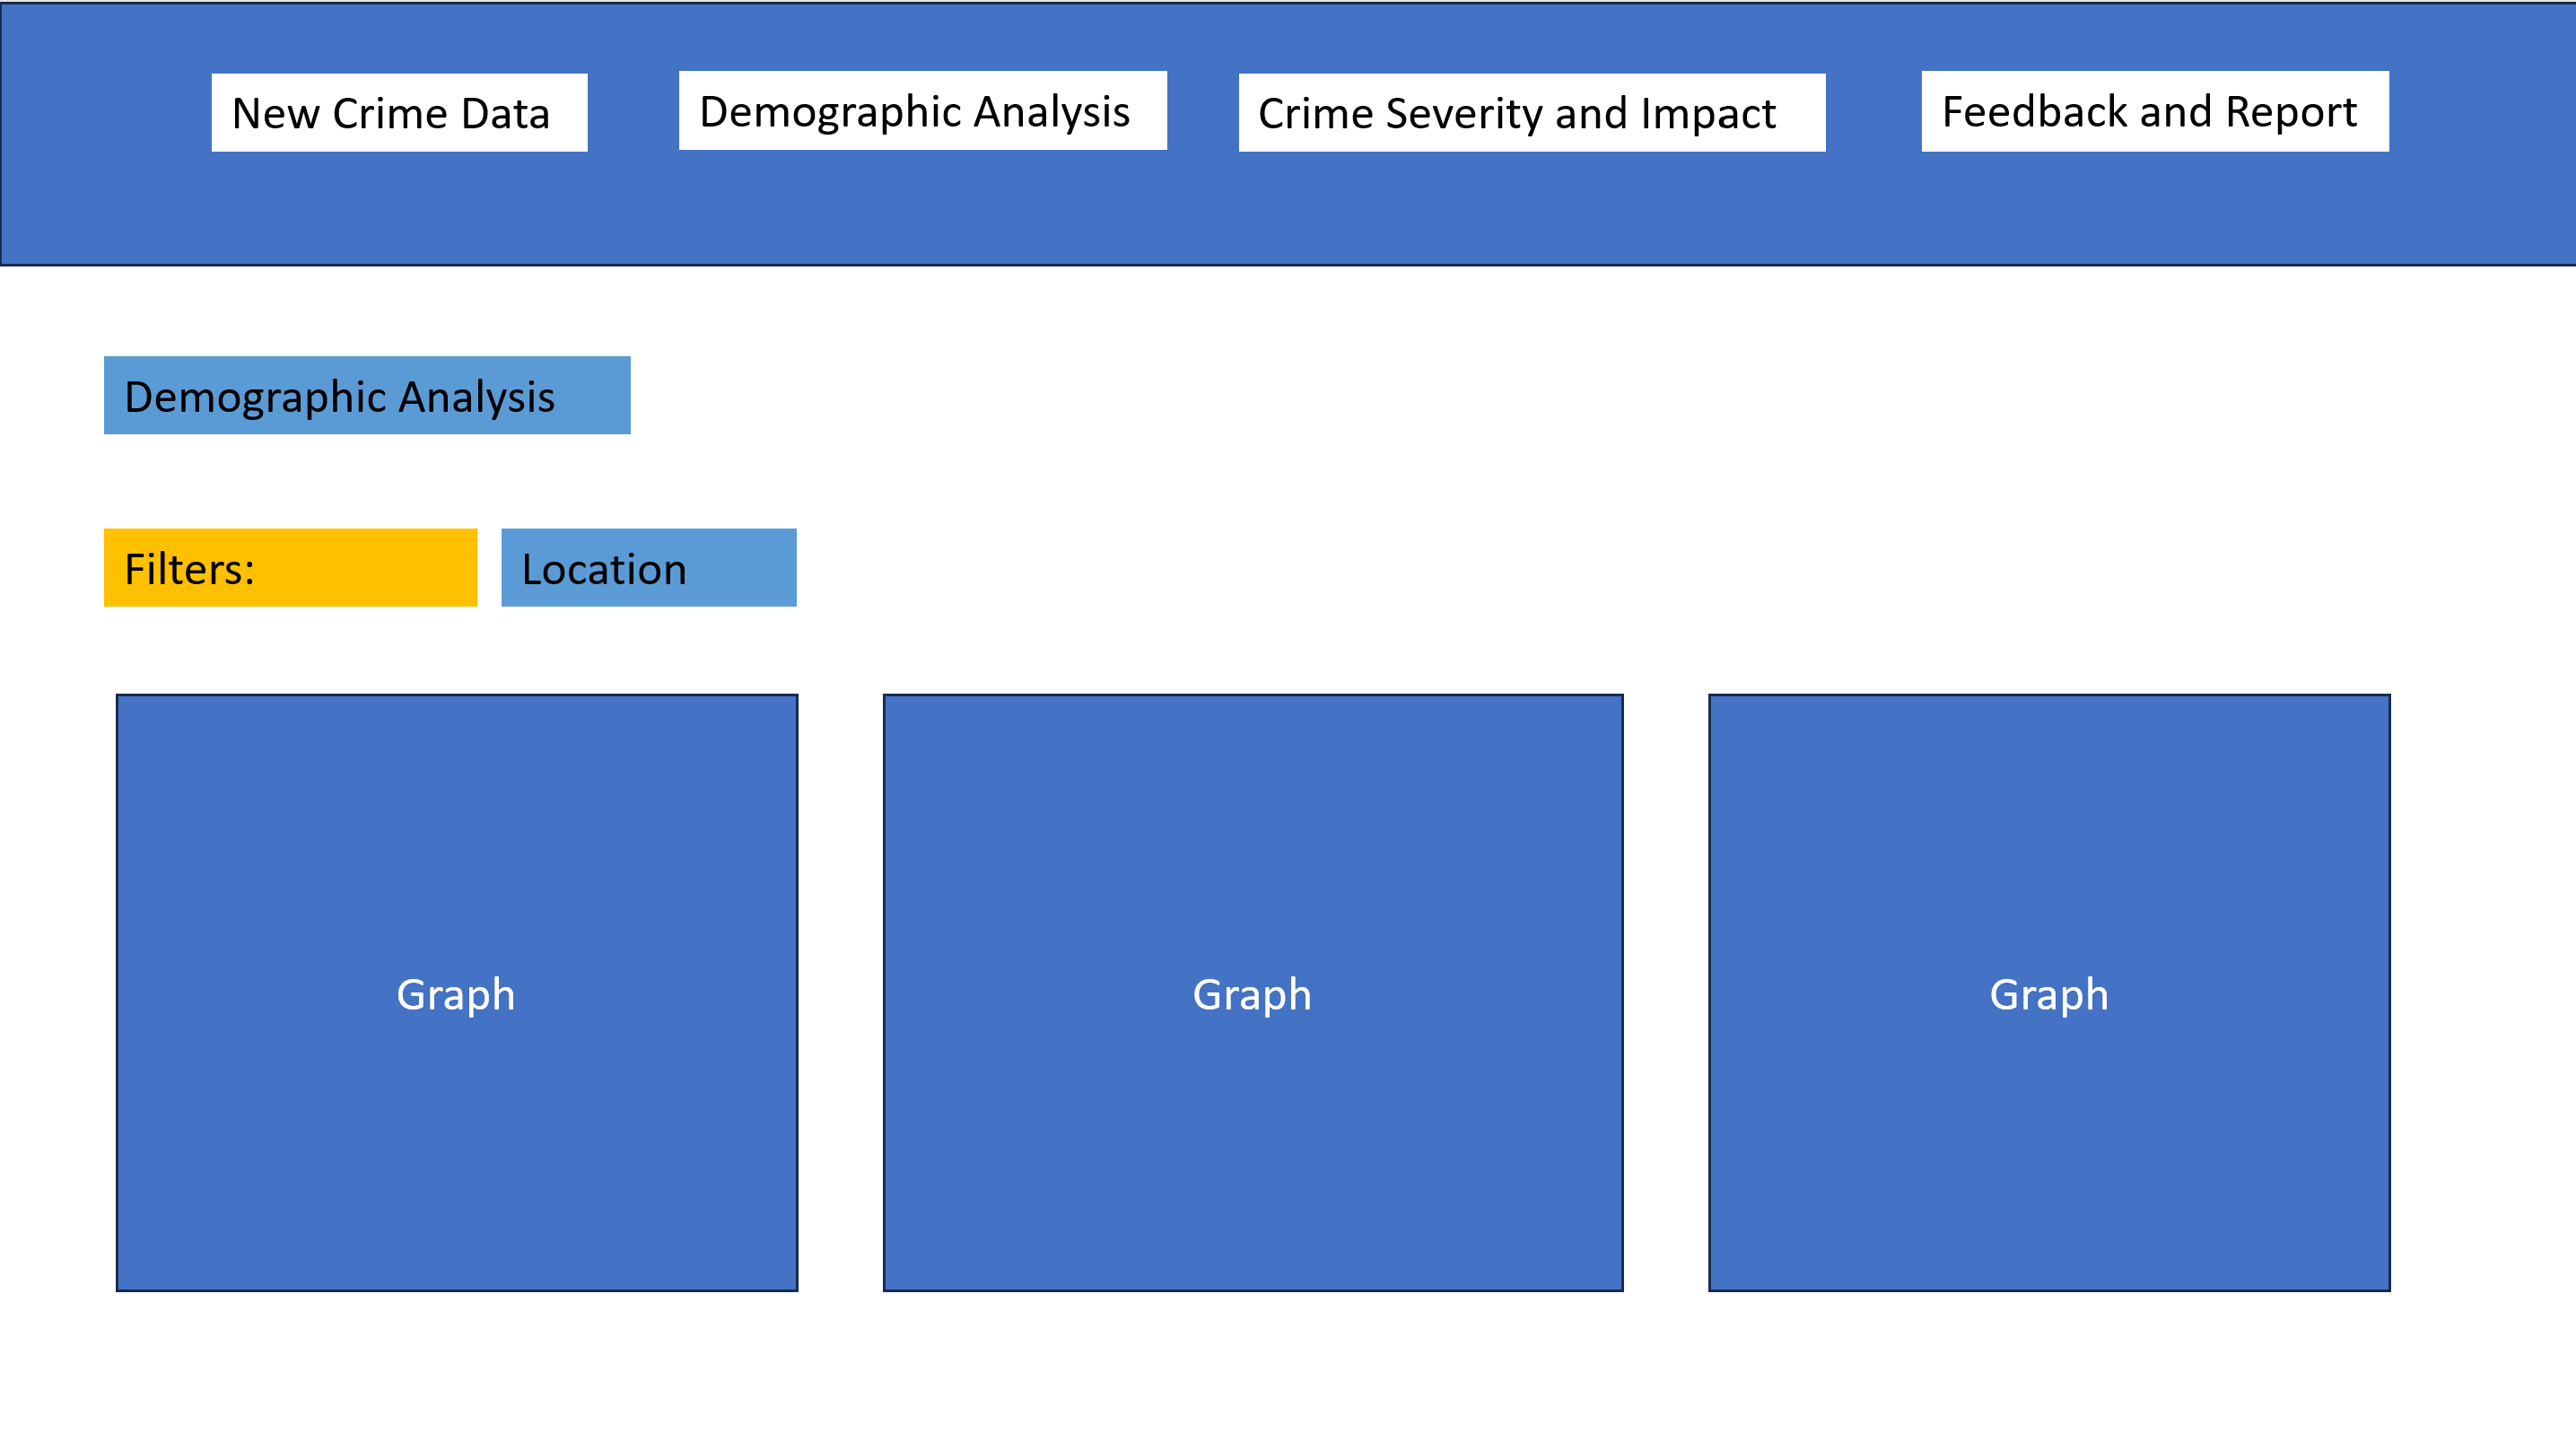 New Crime Data
Demographic Analysis
Crime Severity and Impact
Feedback and Report
Demographic Analysis
Filters:
Location
Graph
Graph
Graph